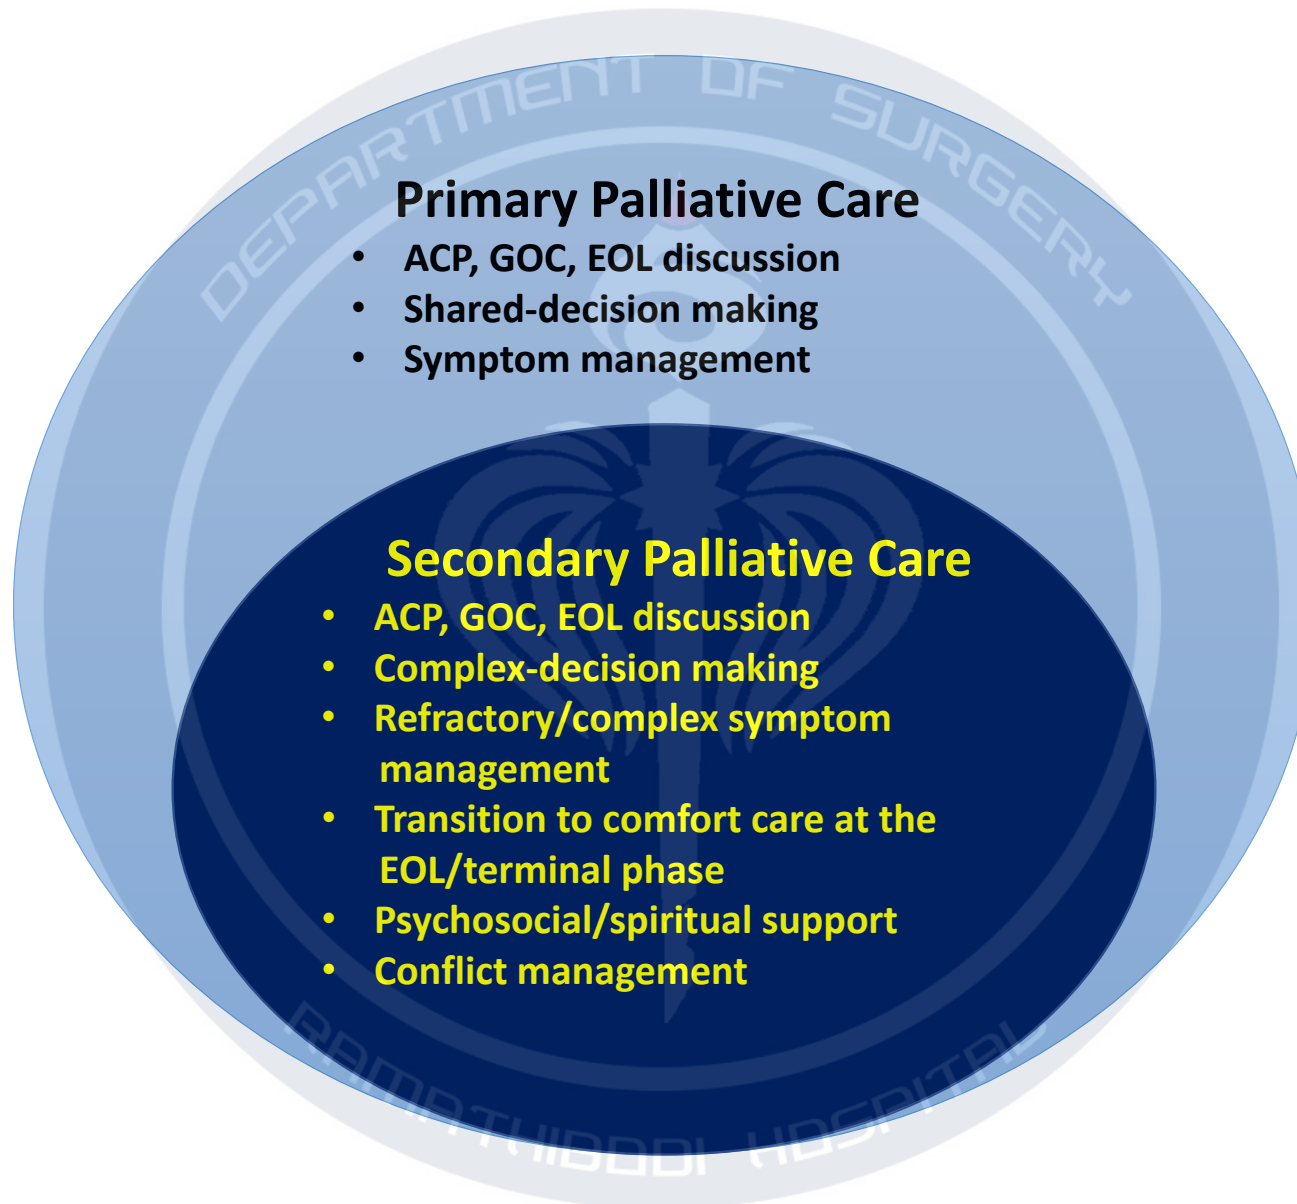 DEPARTMENT OF SURGERY
Primary Palliative Care
• ACP, GOC, EOL discussion
• Shared-decision making
• Symptom management
Secondary Palliative Care
• ACP, GOC, EOL discussion
• Complex-decision making
• Refractory/complex symptom
management
• Transition to comfort care at the
EOL/terminal phase
• Psychosocial/spiritual support
• Conflict management
RAMATHIBODI HOSPITAL